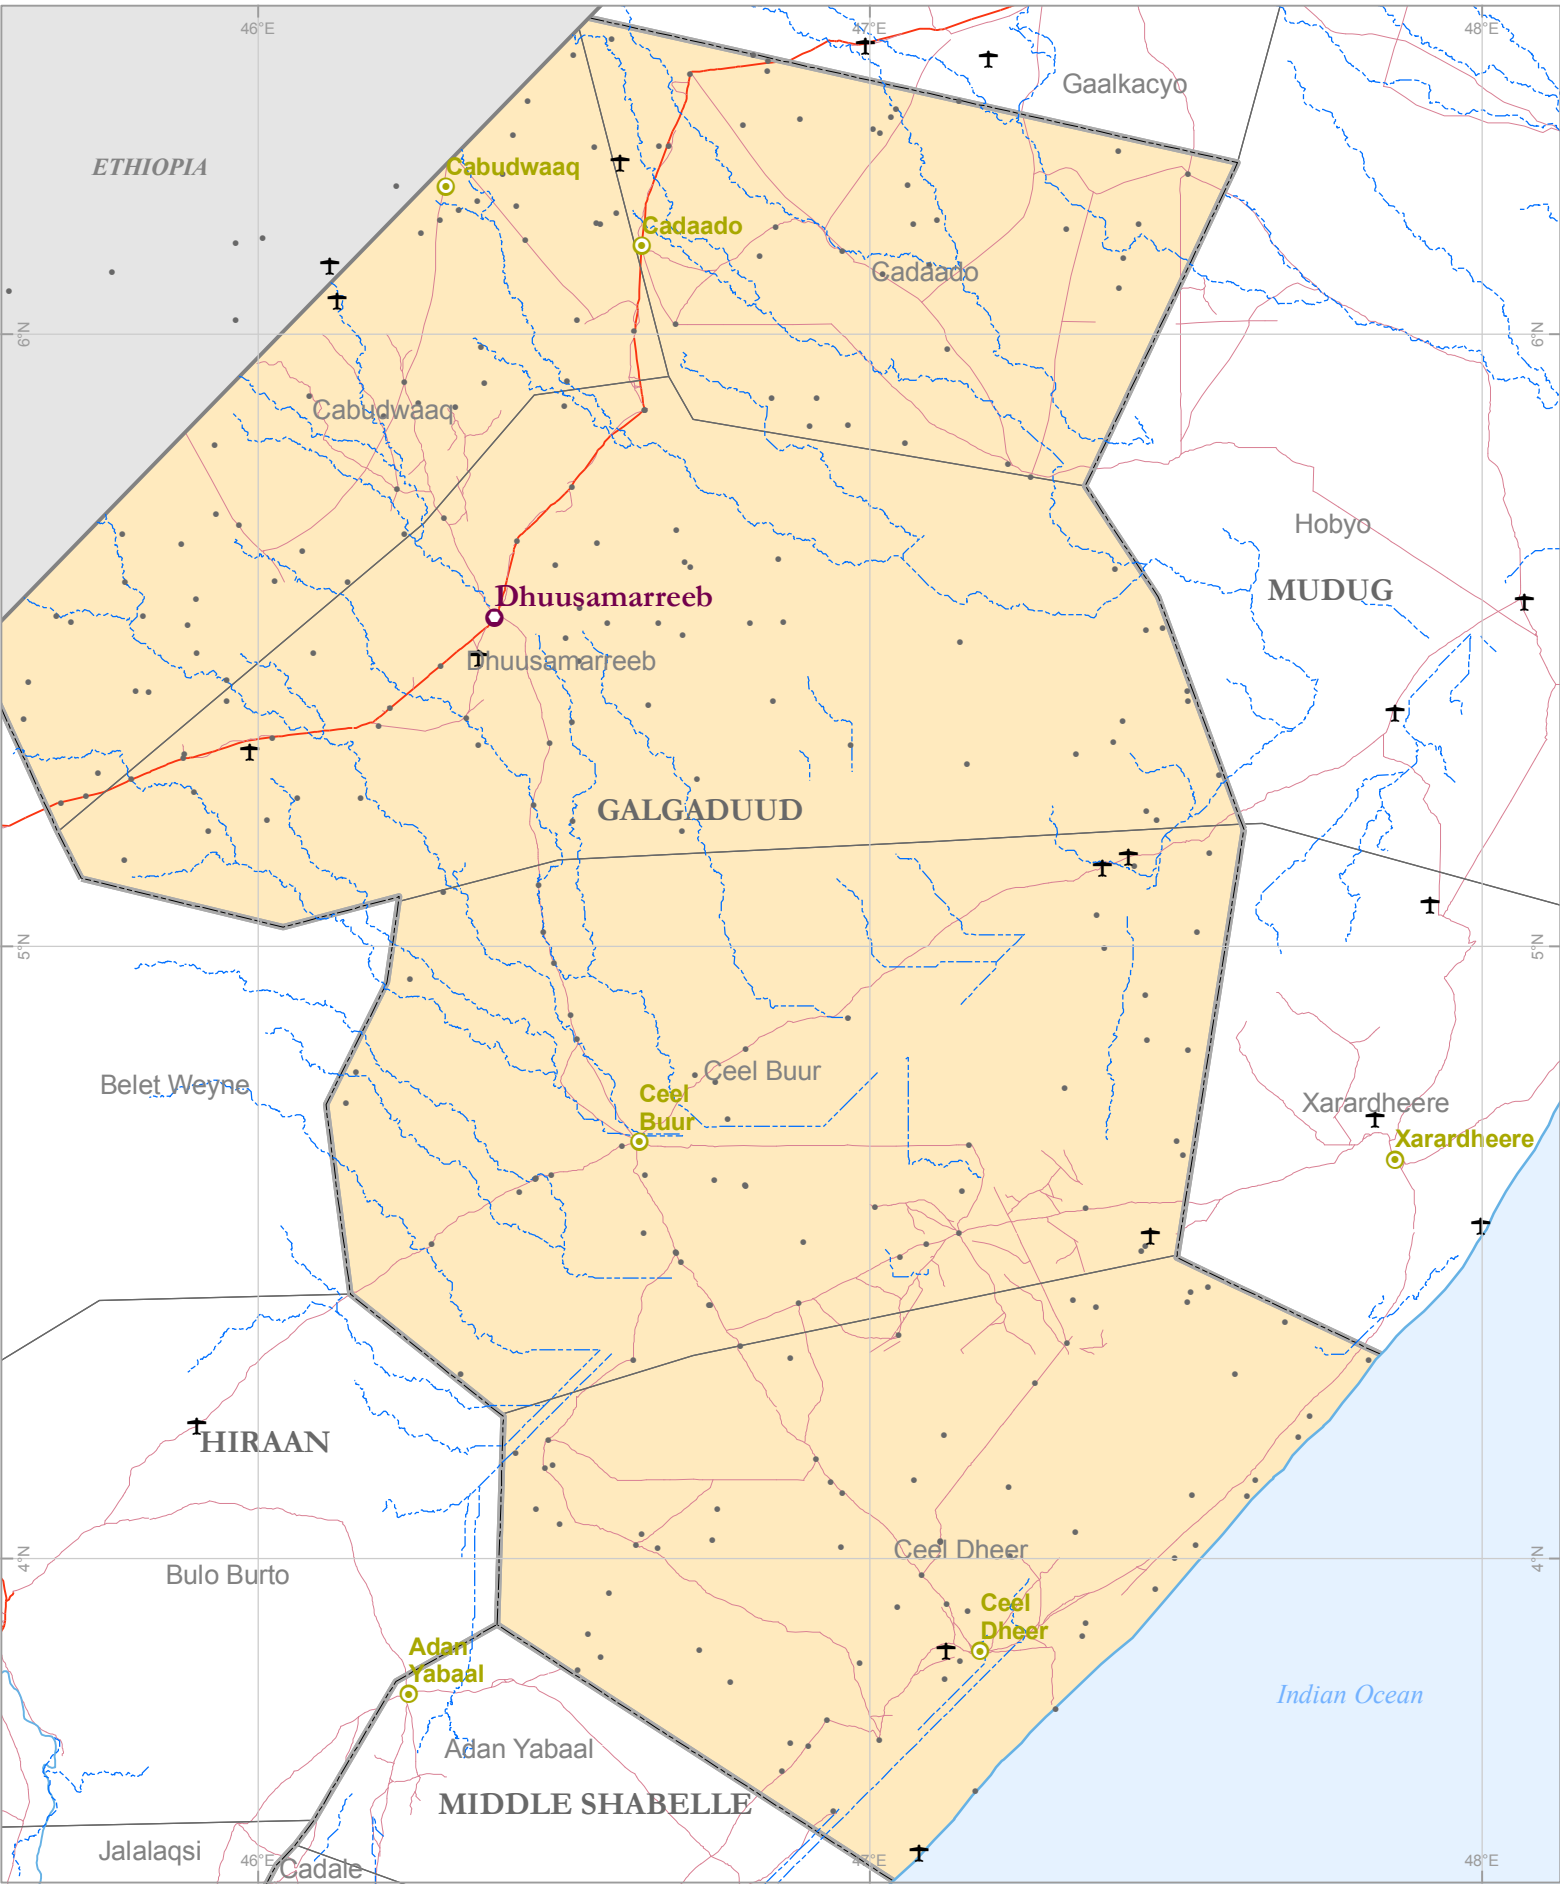 46°E
47°E
48°E
Gaalkacyo
ETHIOPIA
Cabudwaaq
Cadaado
Cadaado
6°N
6°N
Cabudwaaq
Hobyo
MUDUG
Dhuusamarreeb
Dhuusamarreeb
GALGADUUD
5°N
5°N
Belet Weyne
Ceel Buur
Ceel
Buur
Xarardheere
Xarardheere
HIRAAN
4°N
4°N
Ceel Dheer
Bulo Burto
Ceel
Dheer
Adan
Yabaal
Indian Ocean
Adan Yabaal
MIDDLE SHABELLE
Jalalaqsi
Cadale
46°E
47°E
48°E